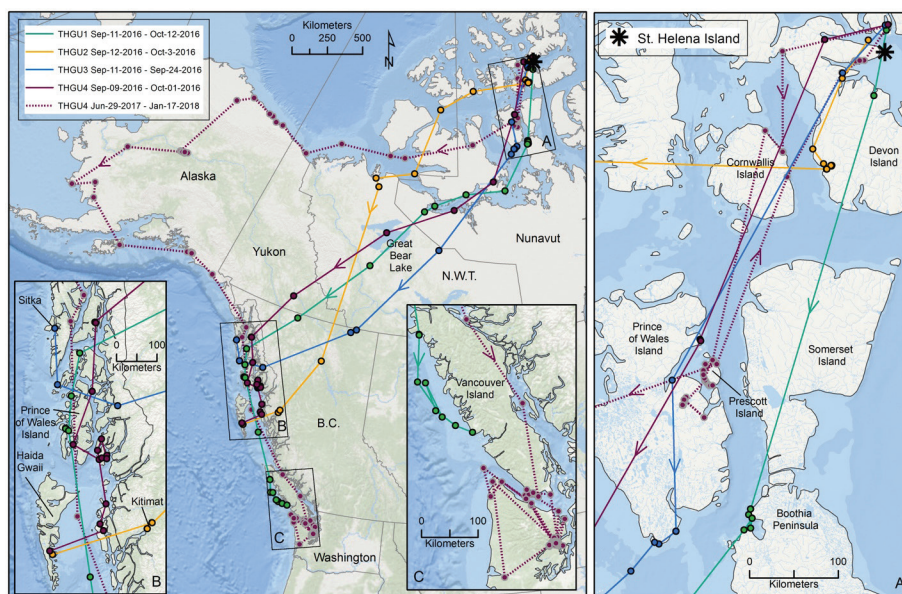 THGU1 Sep-11-2016 - Oct-12-2016
THGU2 Sep-12-2016 - Oct-3-2016
THGU3 Sep-11-2016 - Sep-24-2016
THGU4 Sep-09-2016 - Oct-01-2016
THGU4 Jun-29-2017 - Jan-17-2018
Kilometers
0 250 500
N
A
Alaska
Yukon
Great
Bear
Lake
Nunavut
N.W.T.
B.C.
B
C
Washington
Sitka
0 100
Kilometers
Prince
of Wales
Island
Haida
Gwaii
Kitimat
B
Vancouver
Island
0 100
Kilometers
C
St. Helena Island
Devon
Island
Cornwallis
Island
Prince
of Wales
Island
Somerset
Island
Prescott
Island
Boothia
Peninsula
0 100
Kilometers
A